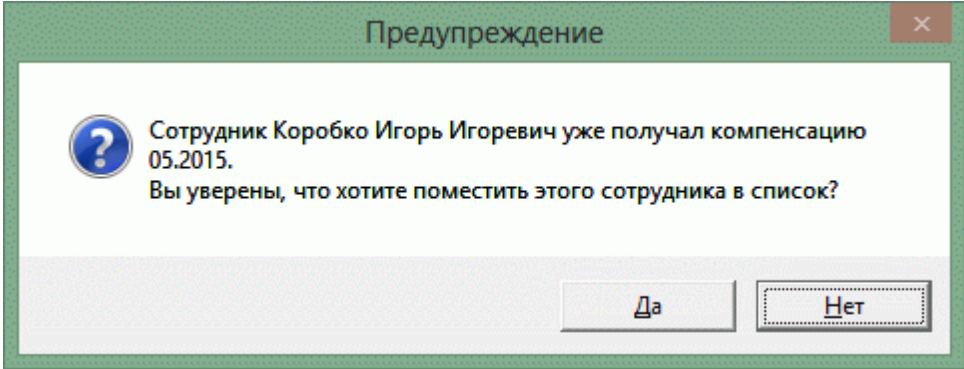 Предупреждение
Сотрудник Коробко Игорь Игоревич уже получал компенсацию
05.2015.
Вы уверены, что хотите поместить этого сотрудника в список?
Да
Нет